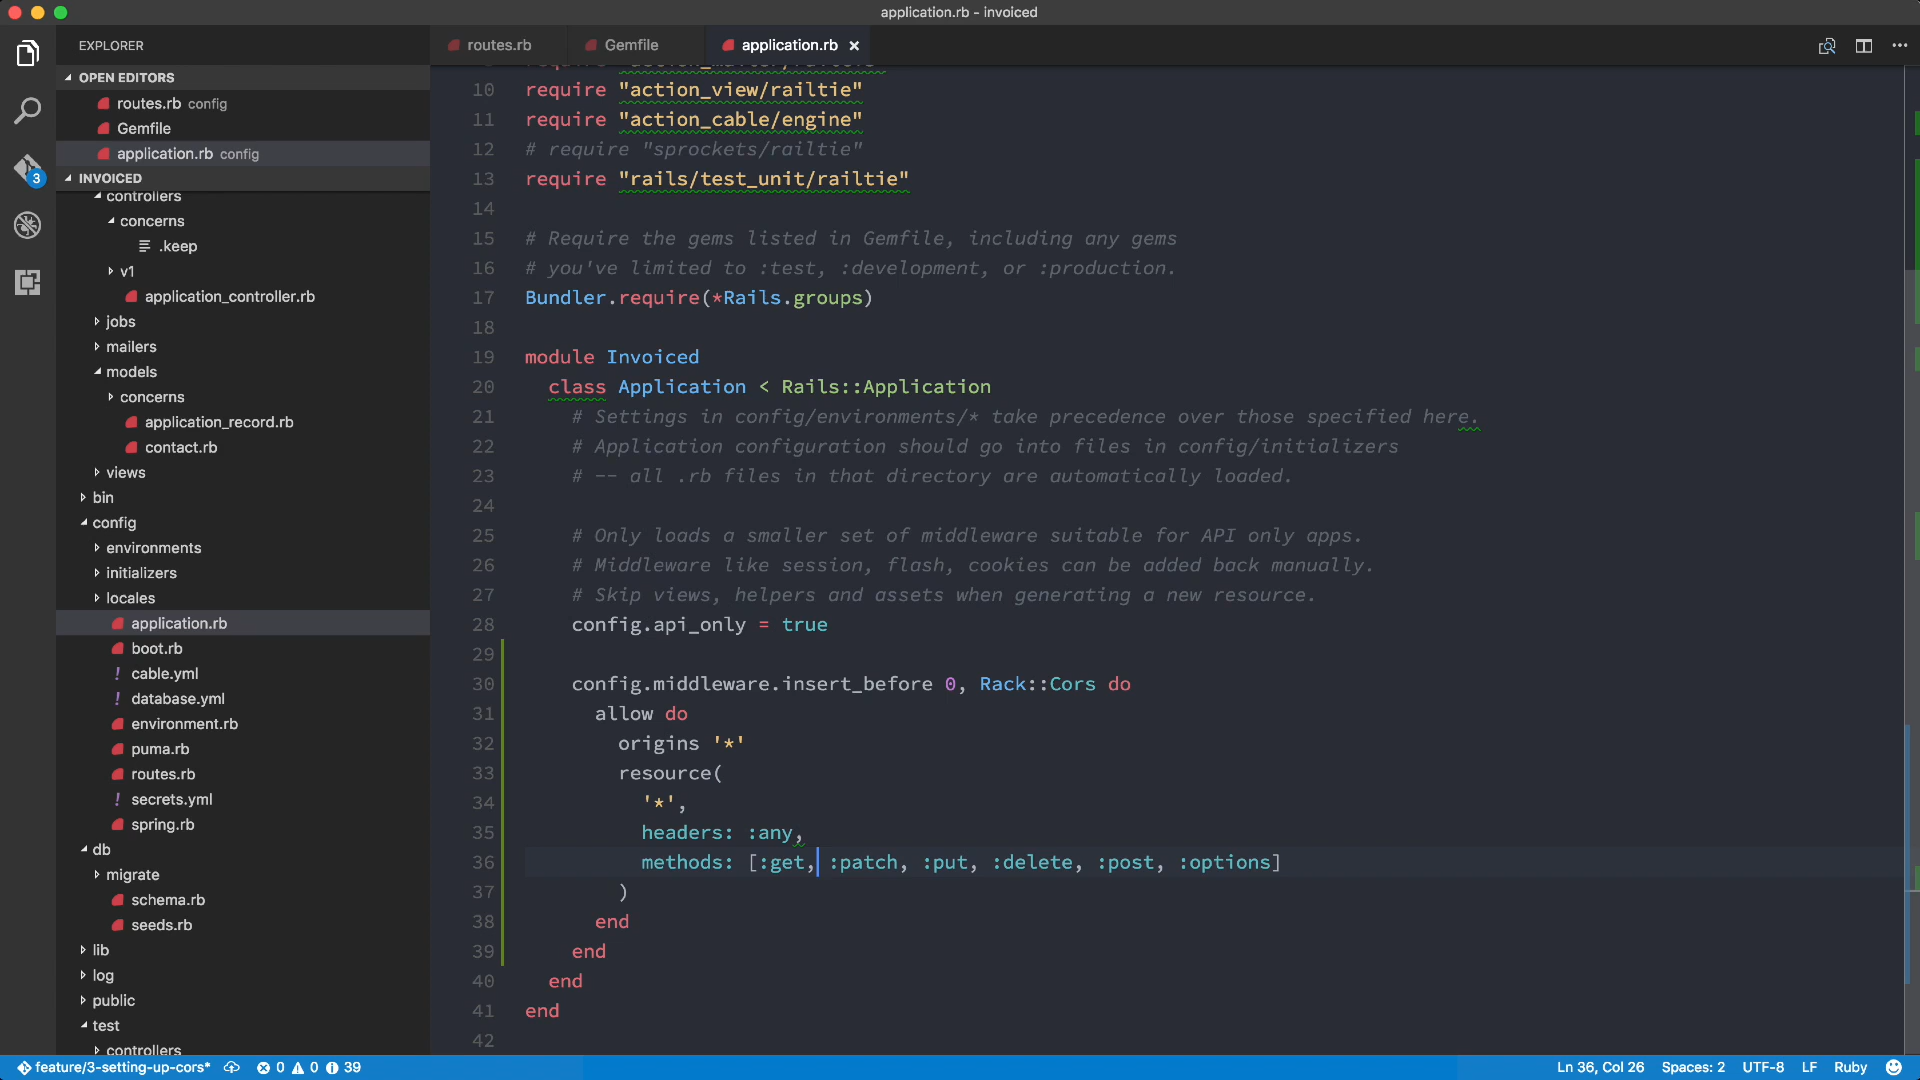 application.rb - invoiced
EXPLORER
routes.rb
Gemfile
application.rb ×
OPEN EDITORS
routes.rb config
Gemfile
application.rb config
INVOICED
controllers
concerns
.keep
v1
application_controller.rb
jobs
mailers
models
concerns
application_record.rb
contact.rb
views
bin
config
environments
initializers
locales
application.rb
boot.rb
! cable.yml
! database.yml
environment.rb
puma.rb
routes.rb
! secrets.yml
spring.rb
db
migrate
schema.rb
seeds.rb
lib
log
public
test
controllers
3
10 require "action_view/railtie"
11 require "action_cable/engine"
12 # require "sprockets/railtie"
13 require "rails/test_unit/railtie"
14
15 # Require the gems listed in Gemfile, including any gems
16 # you've limited to :test, :development, or :production.
17 Bundler.require(*Rails.groups)
18
19 module Invoiced
20 class Application < Rails::Application
21 # Settings in config/environments/* take precedence over those specified here.
22 # Application configuration should go into files in config/initializers
23 # -- all .rb files in that directory are automatically loaded.
24
25 # Only loads a smaller set of middleware suitable for API only apps.
26 # Middleware like session, flash, cookies can be added back manually.
27 # Skip views, helpers and assets when generating a new resource.
28 config.api_only = true
29
30 config.middleware.insert_before 0, Rack::Cors do
31 allow do
32 origins '*'
33 resource(
34 '*',
35 headers: :any,
36 methods: [:get, :patch, :put, :delete, :post, :options]
37 )
38 end
39 end
40 end
41 end
42
feature/3-setting-up-cors* 0 0 39 Ln 36, Col 26 Spaces: 2 UTF-8 LF Ruby